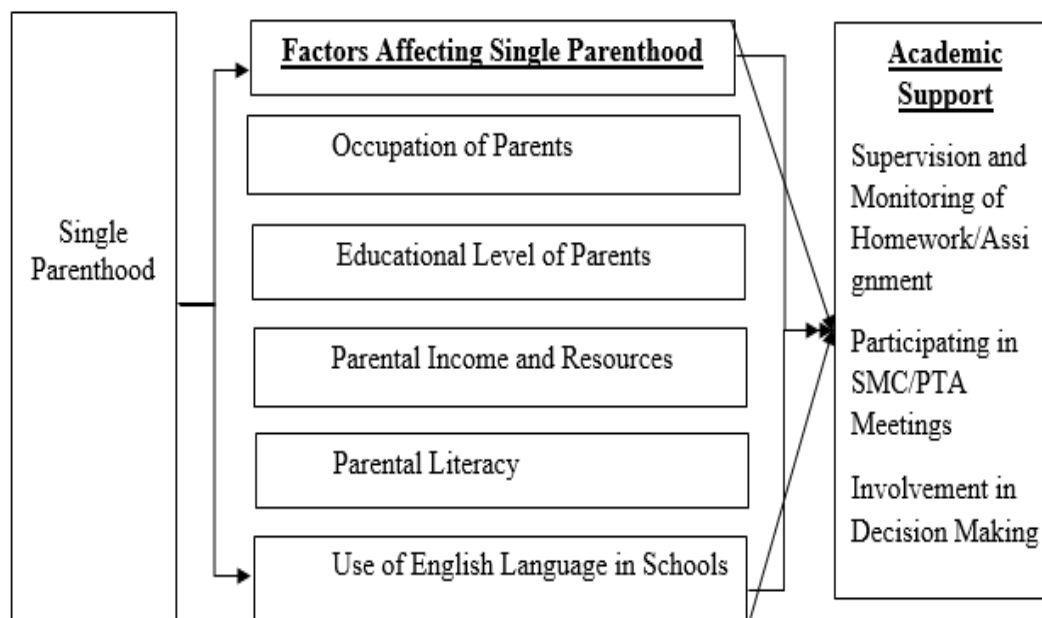 Single
Parenthood
Factors Affecting Single Parenthood
Occupation of Parents
Educational Level of Parents
Parental Income and Resources
Parental Literacy
Use of English Language in Schools
Academic
Support
Supervision and
Monitoring of
Homework/Assi
gnment
Participating in
SMC/PTA
Meetings
Involvement in
Decision Making